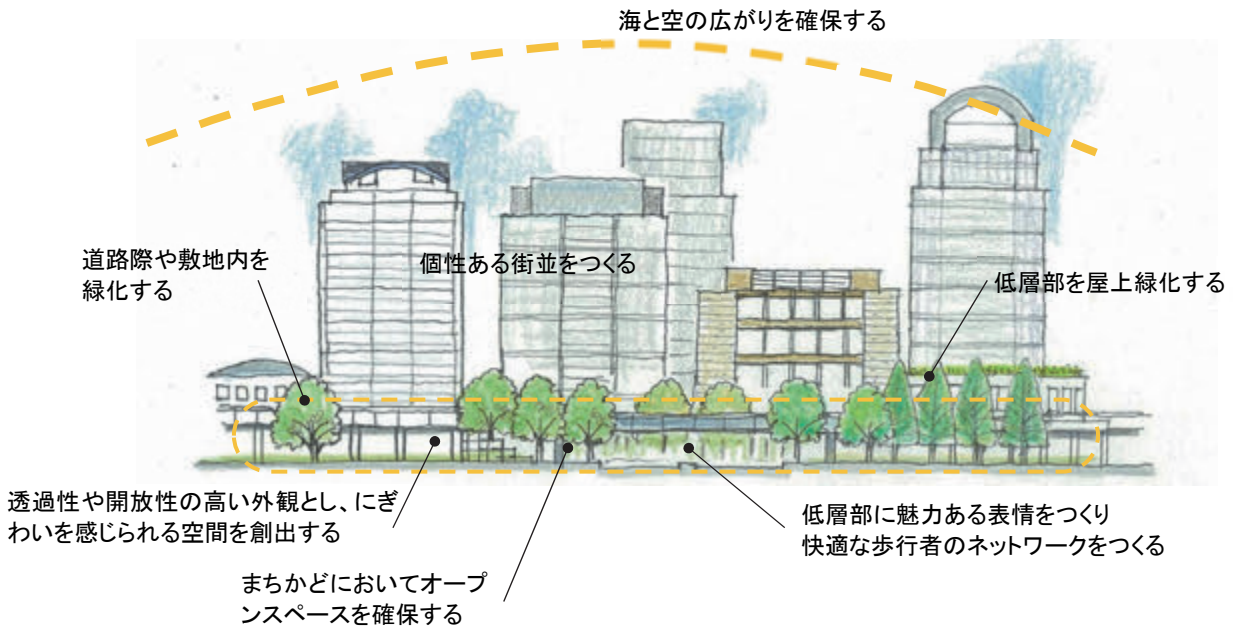 海と空の広がりを確保する
道路際や敷地内を
緑化する
個性ある街並をつくる
低層部を屋上緑化する
透過性や開放性の高い外観とし、にぎ
わいを感じられる空間を創出する
低層部に魅力ある表情をつくり
快適な歩行者のネットワークをつくる
まちかどにおいてオープ
ンスペースを確保する